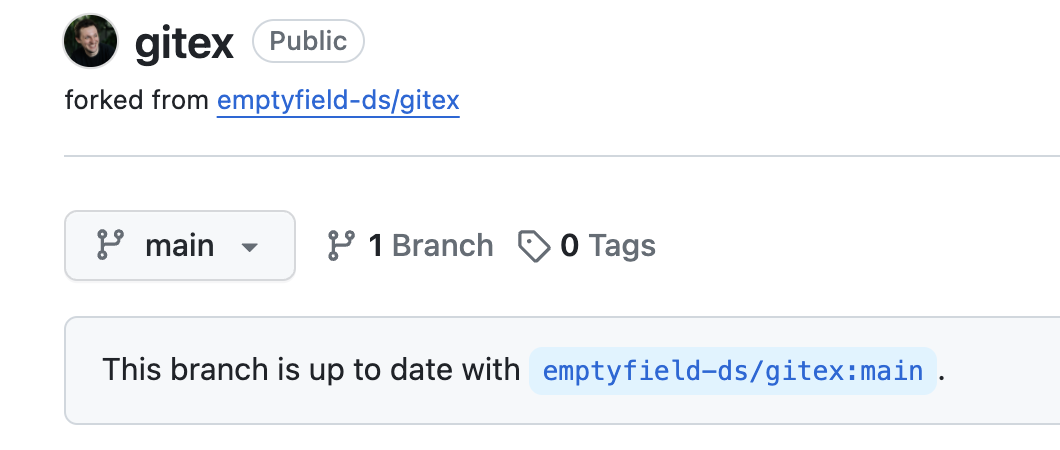 gitex Public
forked from emptyfield-ds/gitex
main 1 Branch 0 Tags
This branch is up to date with emptyfield-ds/gitex:main.